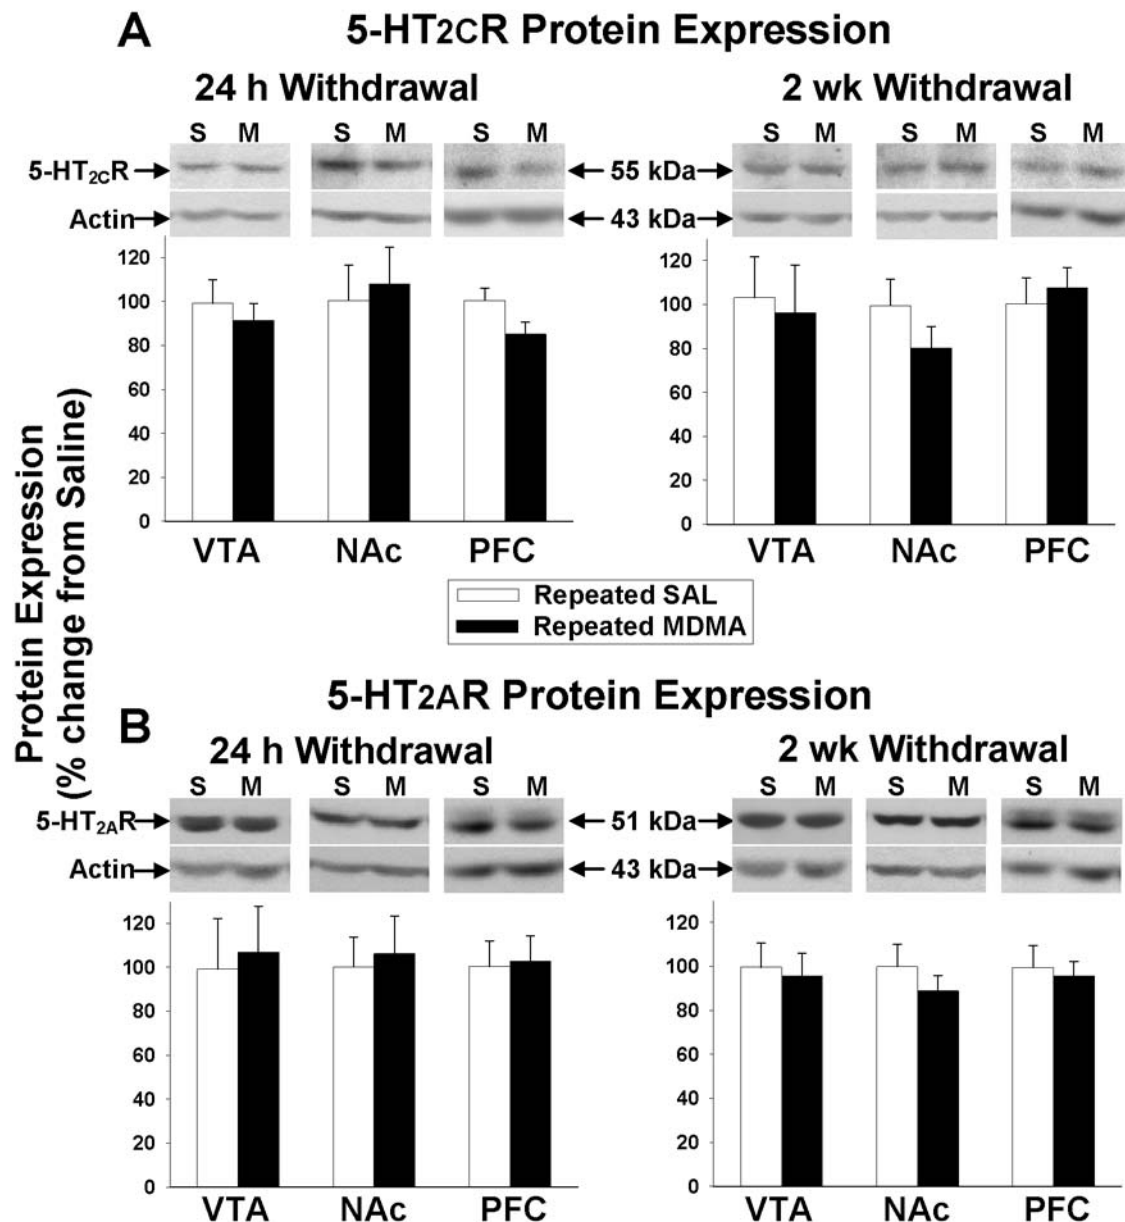 A 5-HT2CR Protein Expression
24 h Withdrawal 2 wk Withdrawal
S M S M S M S M S M S M
5-HT2CR 55 kDa
Actin 43 kDa
120 120
100 100
80 80
60 60
40 40
20 20
0 0
VTA NAc PFC VTA NAc PFC
Protein Expression
(% change from Saline)
Repeated SAL
Repeated MDMA
B 5-HT2AR Protein Expression
24 h Withdrawal 2 wk Withdrawal
S M S M S M S M S M S M
5-HT2AR 51 kDa
Actin 43 kDa
120 120
100 100
80 80
60 60
40 40
20 20
0 0
VTA NAc PFC VTA NAc PFC